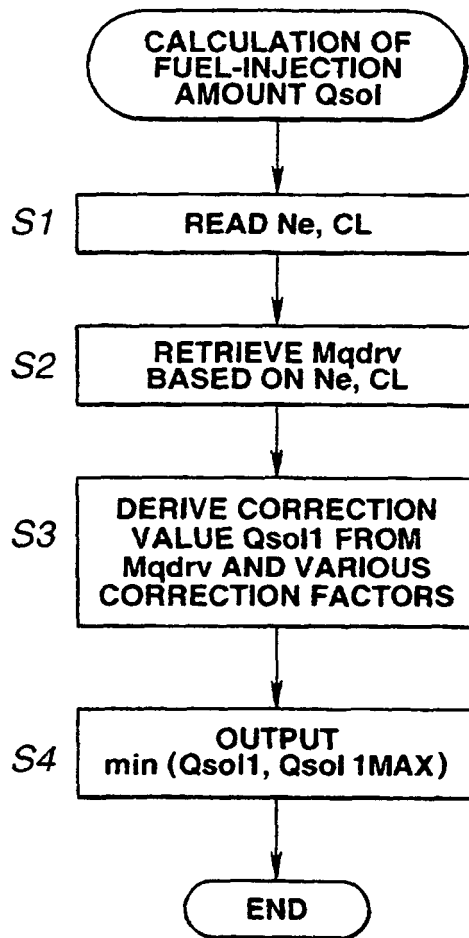 CALCULATION OF
FUEL-INJECTION
AMOUNT Qsol
S1
READ Ne, CL
S2
RETRIEVE Mqdrv
BASED ON Ne, CL
S3
DERIVE CORRECTION
VALUE Qsol1 FROM
Mqdrv AND VARIOUS
CORRECTION FACTORS
S4
OUTPUT
min (Qsol1, Qsol 1MAX)
END